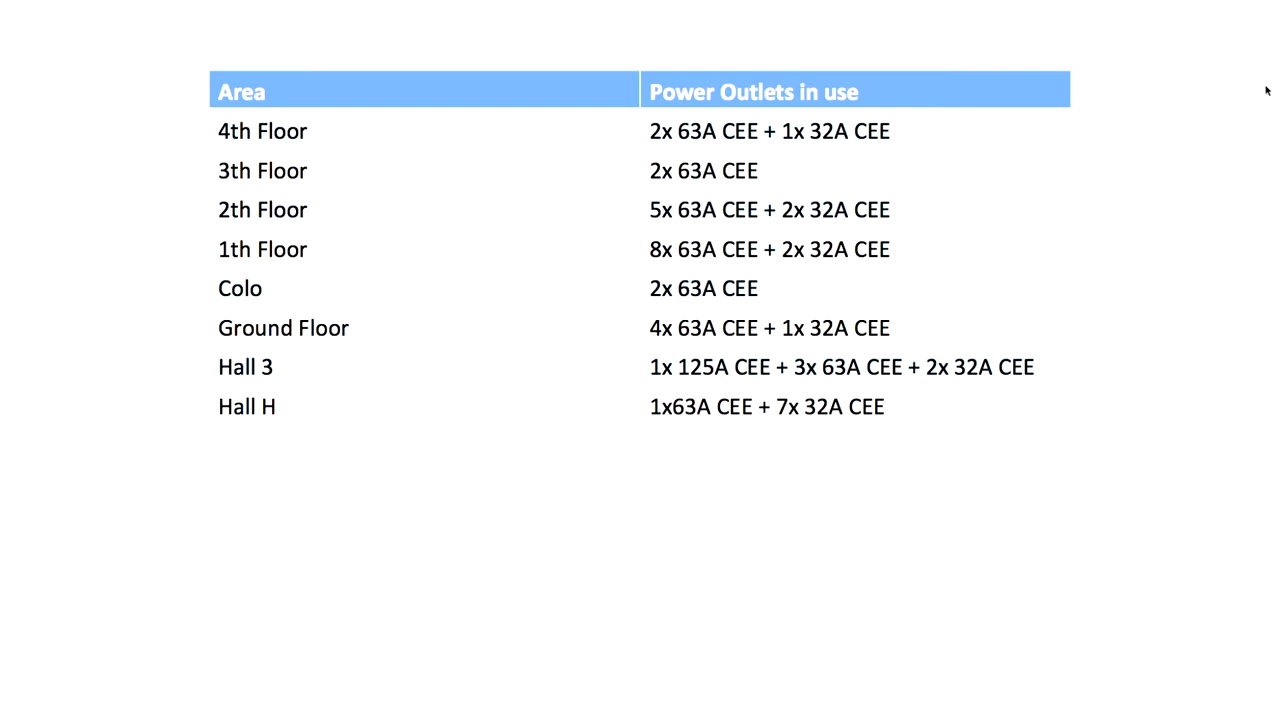 Area Power Outlets in use
4th Floor 2x 63A CEE + 1x 32A CEE
3th Floor 2x 63A CEE
2th Floor 5x 63A CEE + 2x 32A CEE
1th Floor 8x 63A CEE + 2x 32A CEE
Colo 2x 63A CEE
Ground Floor 4x 63A CEE + 1x 32A CEE
Hall 3 1x 125A CEE + 3x 63A CEE + 2x 32A CEE
Hall H 1x63A CEE + 7x 32A CEE